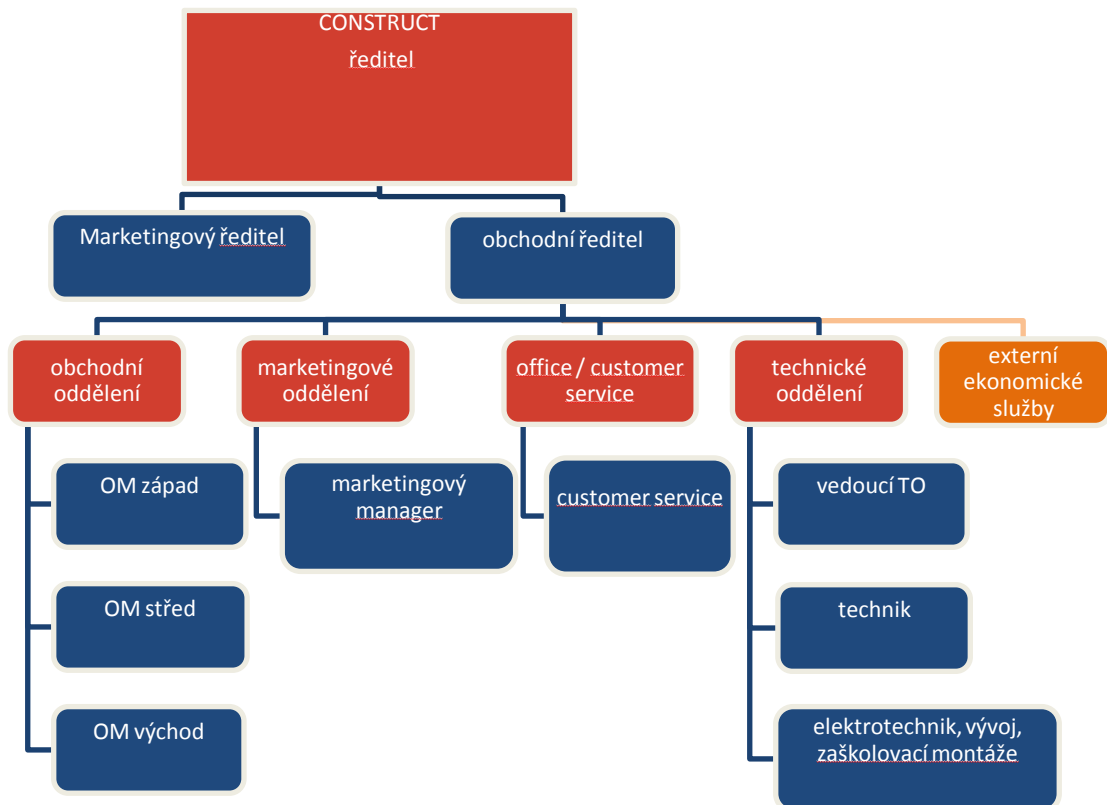 CONSTRUCT
ředitel
Marketingový ředitel
obchodní ředitel
obchodní
oddělení
marketingové
oddělení
office / customer
service
technické
oddělení
externí
ekonomické
služby
OM západ
marketingový
manager
customer service
vedoucí TO
OM střed
technik
OM východ
elektrotechnik, vývoj,
zaškolovací montáže